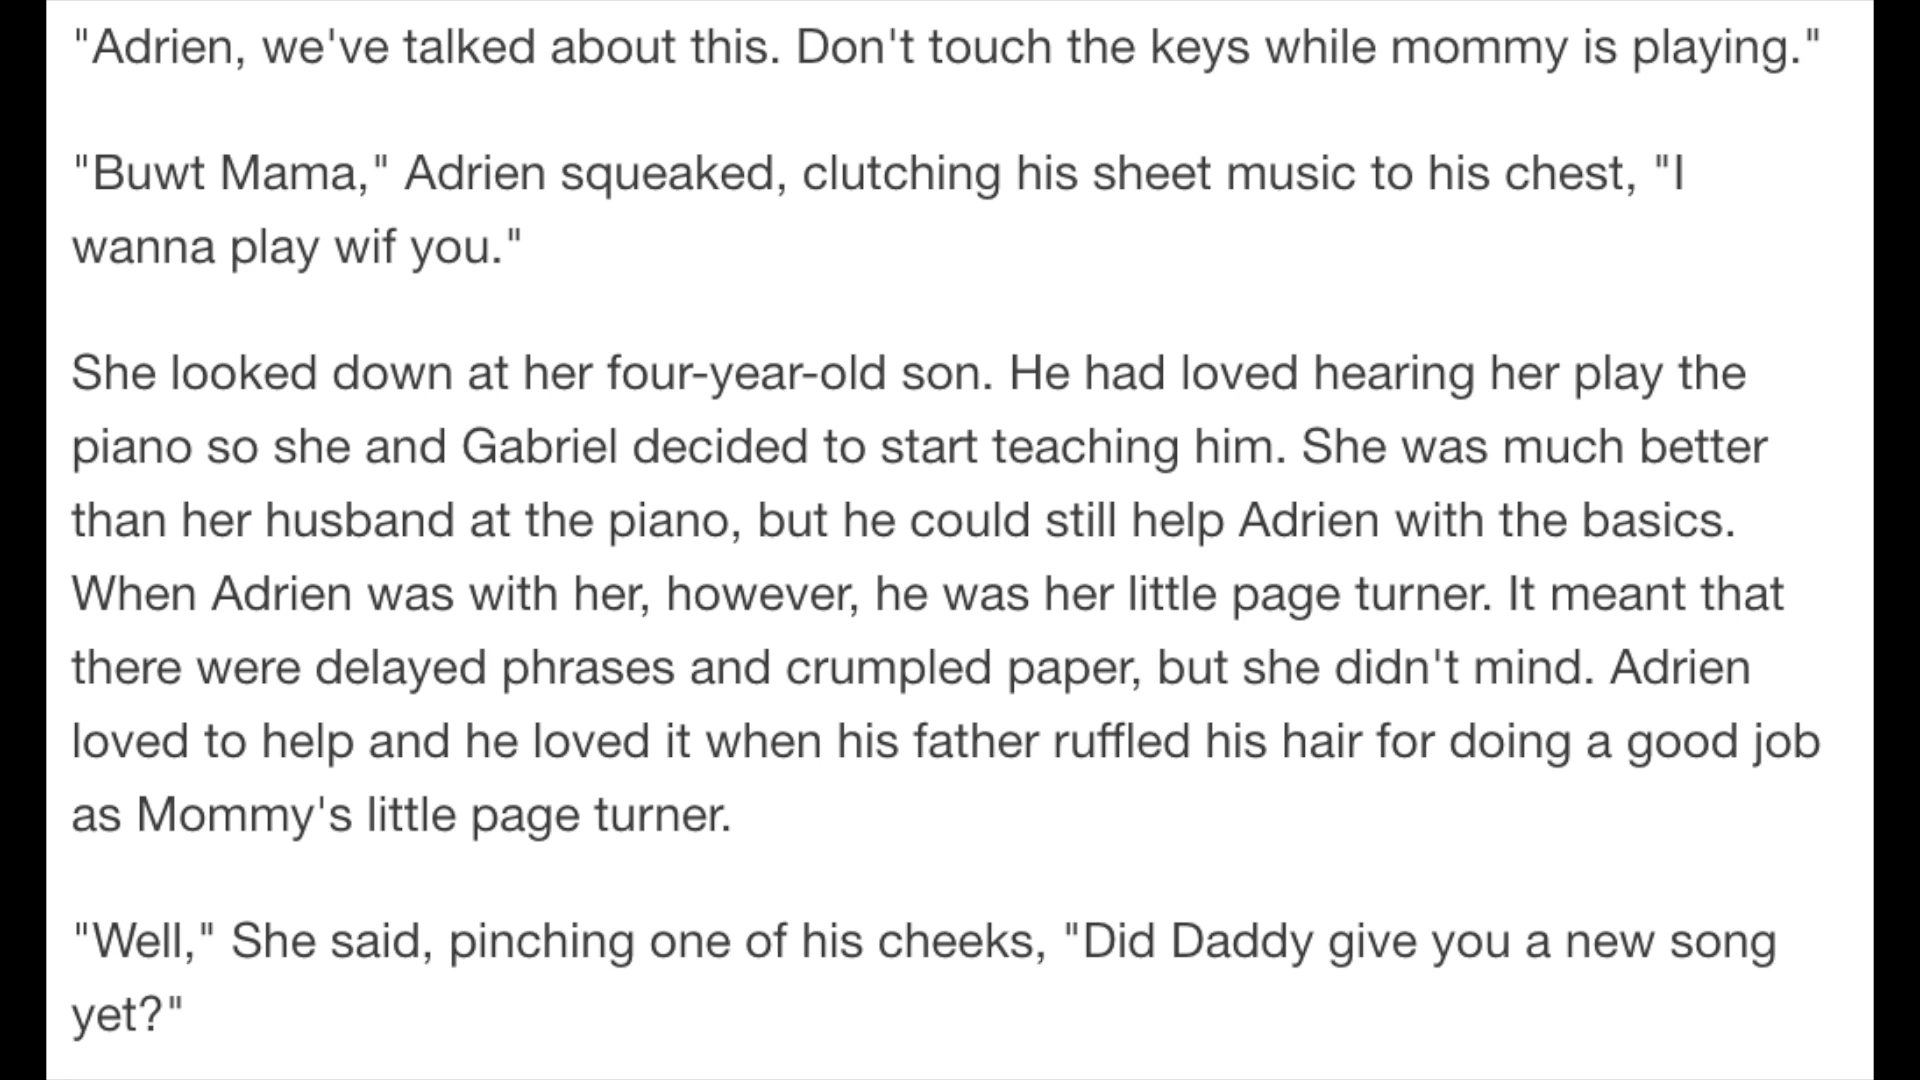 "Adrien, we've talked about this. Don't touch the keys while mommy is playing."
"Buwt Mama," Adrien squeaked, clutching his sheet music to his chest, "I
wanna play wif you."
She looked down at her four-year-old son. He had loved hearing her play the
piano so she and Gabriel decided to start teaching him. She was much better
than her husband at the piano, but he could still help Adrien with the basics.
When Adrien was with her, however, he was her little page turner. It meant that
there were delayed phrases and crumpled paper, but she didn't mind. Adrien
loved to help and he loved it when his father ruffled his hair for doing a good job
as Mommy's little page turner.
"Well," She said, pinching one of his cheeks, "Did Daddy give you a new song
yet?"